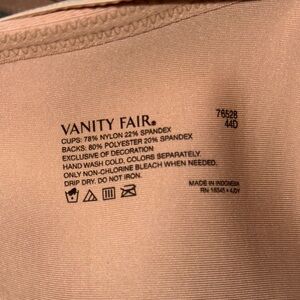 VANITY FAIR®
76528
44D
CUPS: 78% NYLON 22% SPANDEX
BACKS: 80% POLYESTER 20% SPANDEX
EXCLUSIVE OF DECORATION
HAND WASH COLD, COLORS SEPARATELY
ONLY NON-CHLORINE BLEACH WHEN NEEDED.
DRIP DRY. DO NOT IRON.
MADE IN INDONESIA
RN